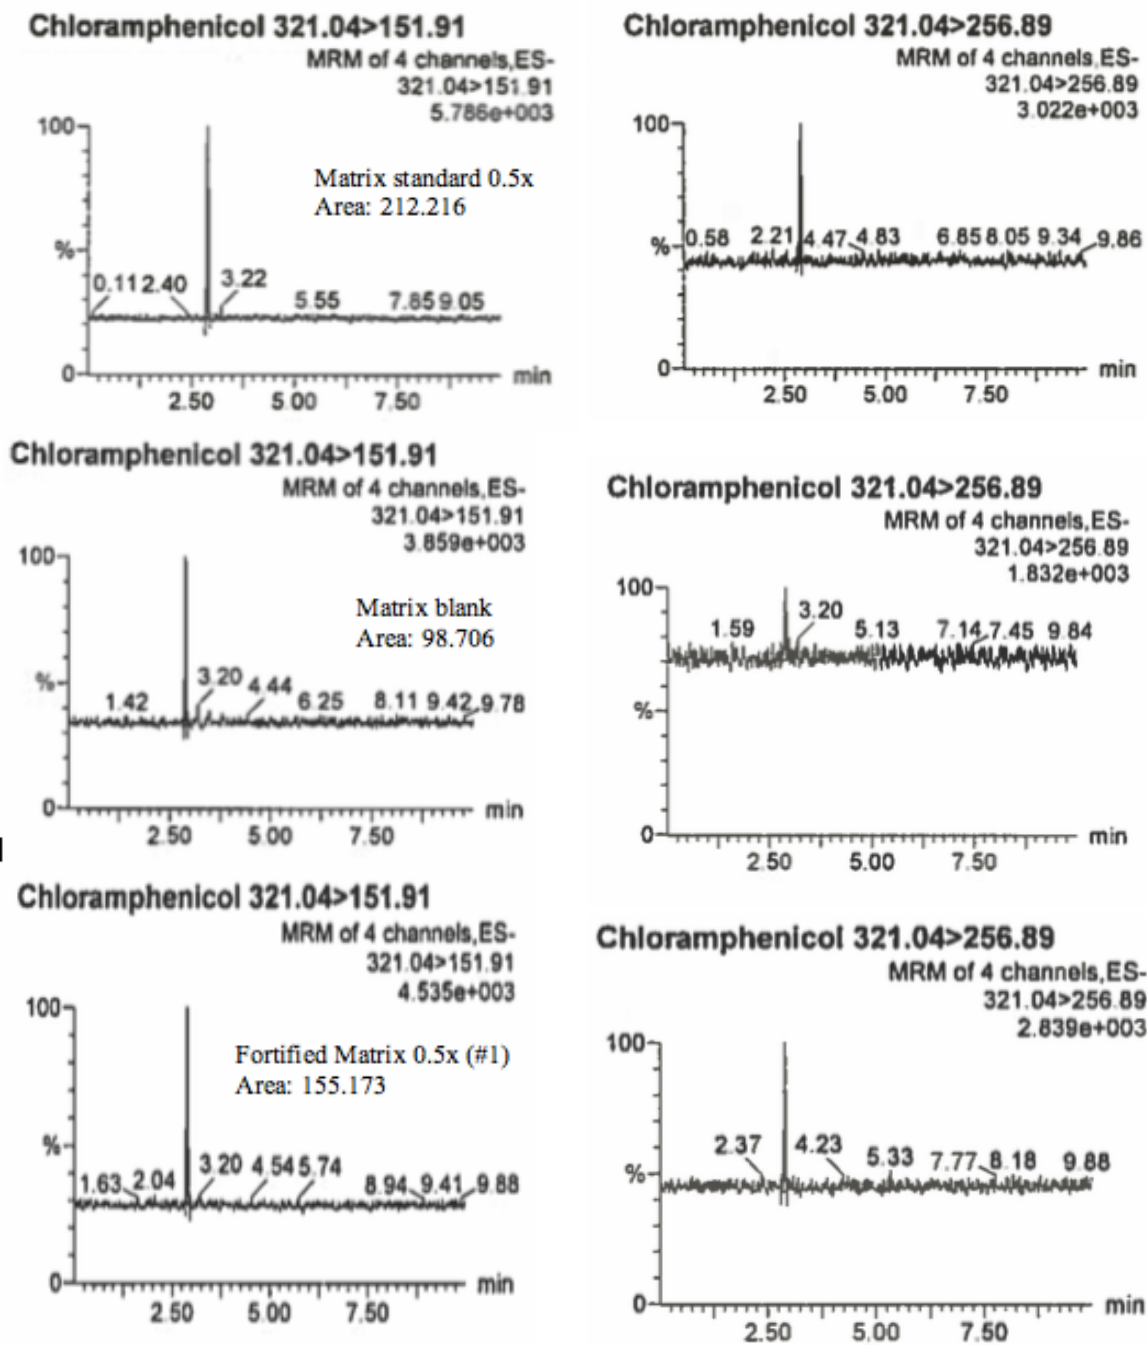 Chloramphenicol 321.04>151.91
MRM of 4 channels,ES-
321.04>151.91
5.786e+003
100
Matrix standard 0.5x
Area: 212.216
%
0.11 2.40 3.22 5.55 7.85 9.05
0
min
2.50 5.00 7.50
Chloramphenicol 321.04>256.89
MRM of 4 channels,ES-
321.04>256.89
3.022e+003
100
%
0.58 2.21 4.47 4.83 6.85 8.05 9.34 9.86
0
min
2.50 5.00 7.50
Chloramphenicol 321.04>151.91
MRM of 4 channels,ES-
321.04>151.91
3.859e+003
100
Matrix blank
Area: 98.706
%
1.42 3.20 4.44 6.25 8.11 9.42 9.78
0
min
2.50 5.00 7.50
Chloramphenicol 321.04>256.89
MRM of 4 channels,ES-
321.04>256.89
1.832e+003
100
1.59 3.20 5.13 7.14 7.45 9.84
%
0
min
2.50 5.00 7.50
Chloramphenicol 321.04>151.91
MRM of 4 channels,ES-
321.04>151.91
4.535e+003
100
Fortified Matrix 0.5x (#1)
Area: 155.173
%
1.63 2.04 3.20 4.54 5.74 8.94 9.41 9.88
0
min
2.50 5.00 7.50
Chloramphenicol 321.04>256.89
MRM of 4 channels,ES-
321.04>256.89
2.839e+003
100
2.37 4.23 5.33 7.77 8.18 9.88
%
0
min
2.50 5.00 7.50